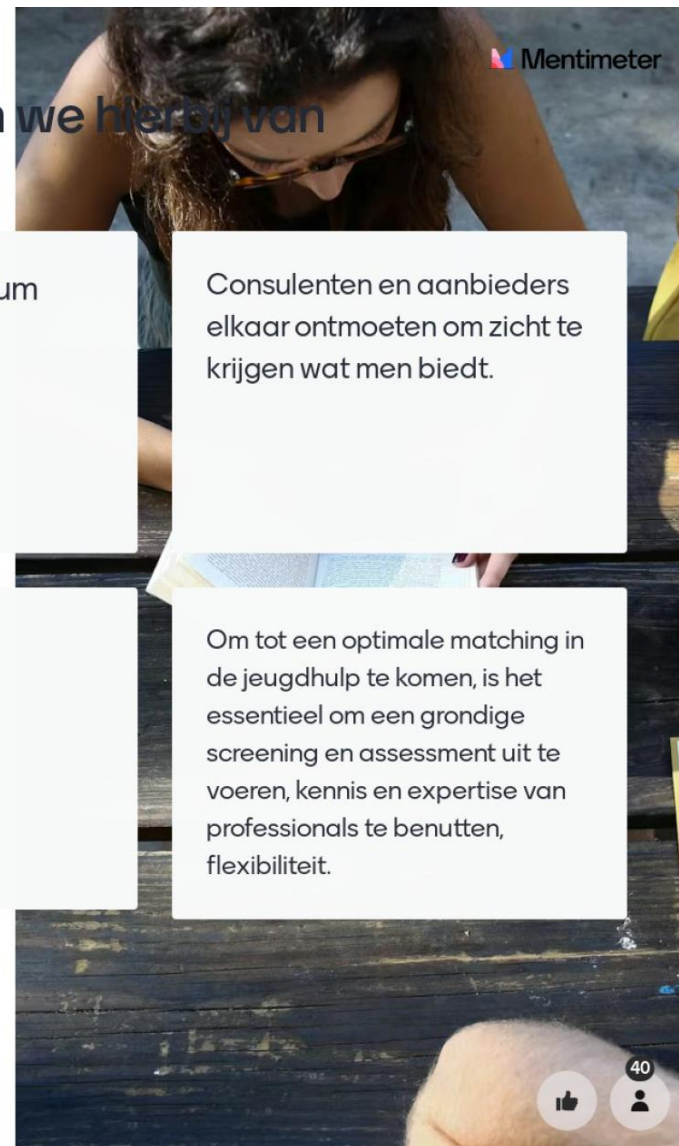 Mentimeter
we hierbij van
um
Consulenten en aanbieders
elkaar ontmoeten om zicht te
krijgen wat men biedt.
Om tot een optimale matching in
de jeugdhulp te komen, is het
essentieel om een grondige
screening en assessment uit te
voeren, kennis en expertise van
professionals te benutten,
flexibiliteit.
40